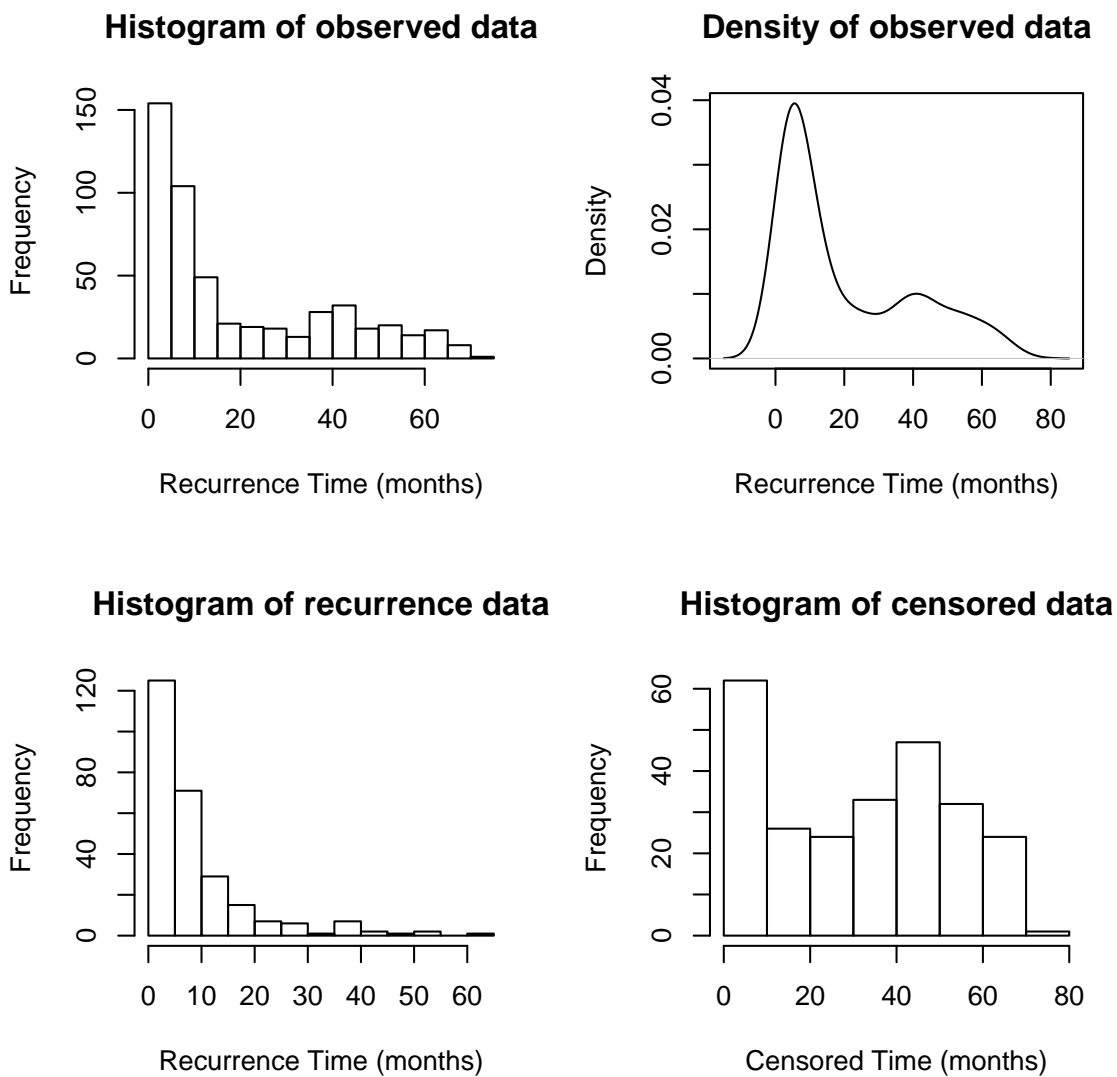 Histogram of observed data
Frequency
0 50 100 150
0 20 40 60
Recurrence Time (months)
Density of observed data
Density
0.00 0.02 0.04
0 20 40 60 80
Recurrence Time (months)
Histogram of recurrence data
Frequency
0 40 80 120
0 10 20 30 40 50 60
Recurrence Time (months)
Histogram of censored data
Frequency
0 20 40 60
0 20 40 60 80
Censored Time (months)